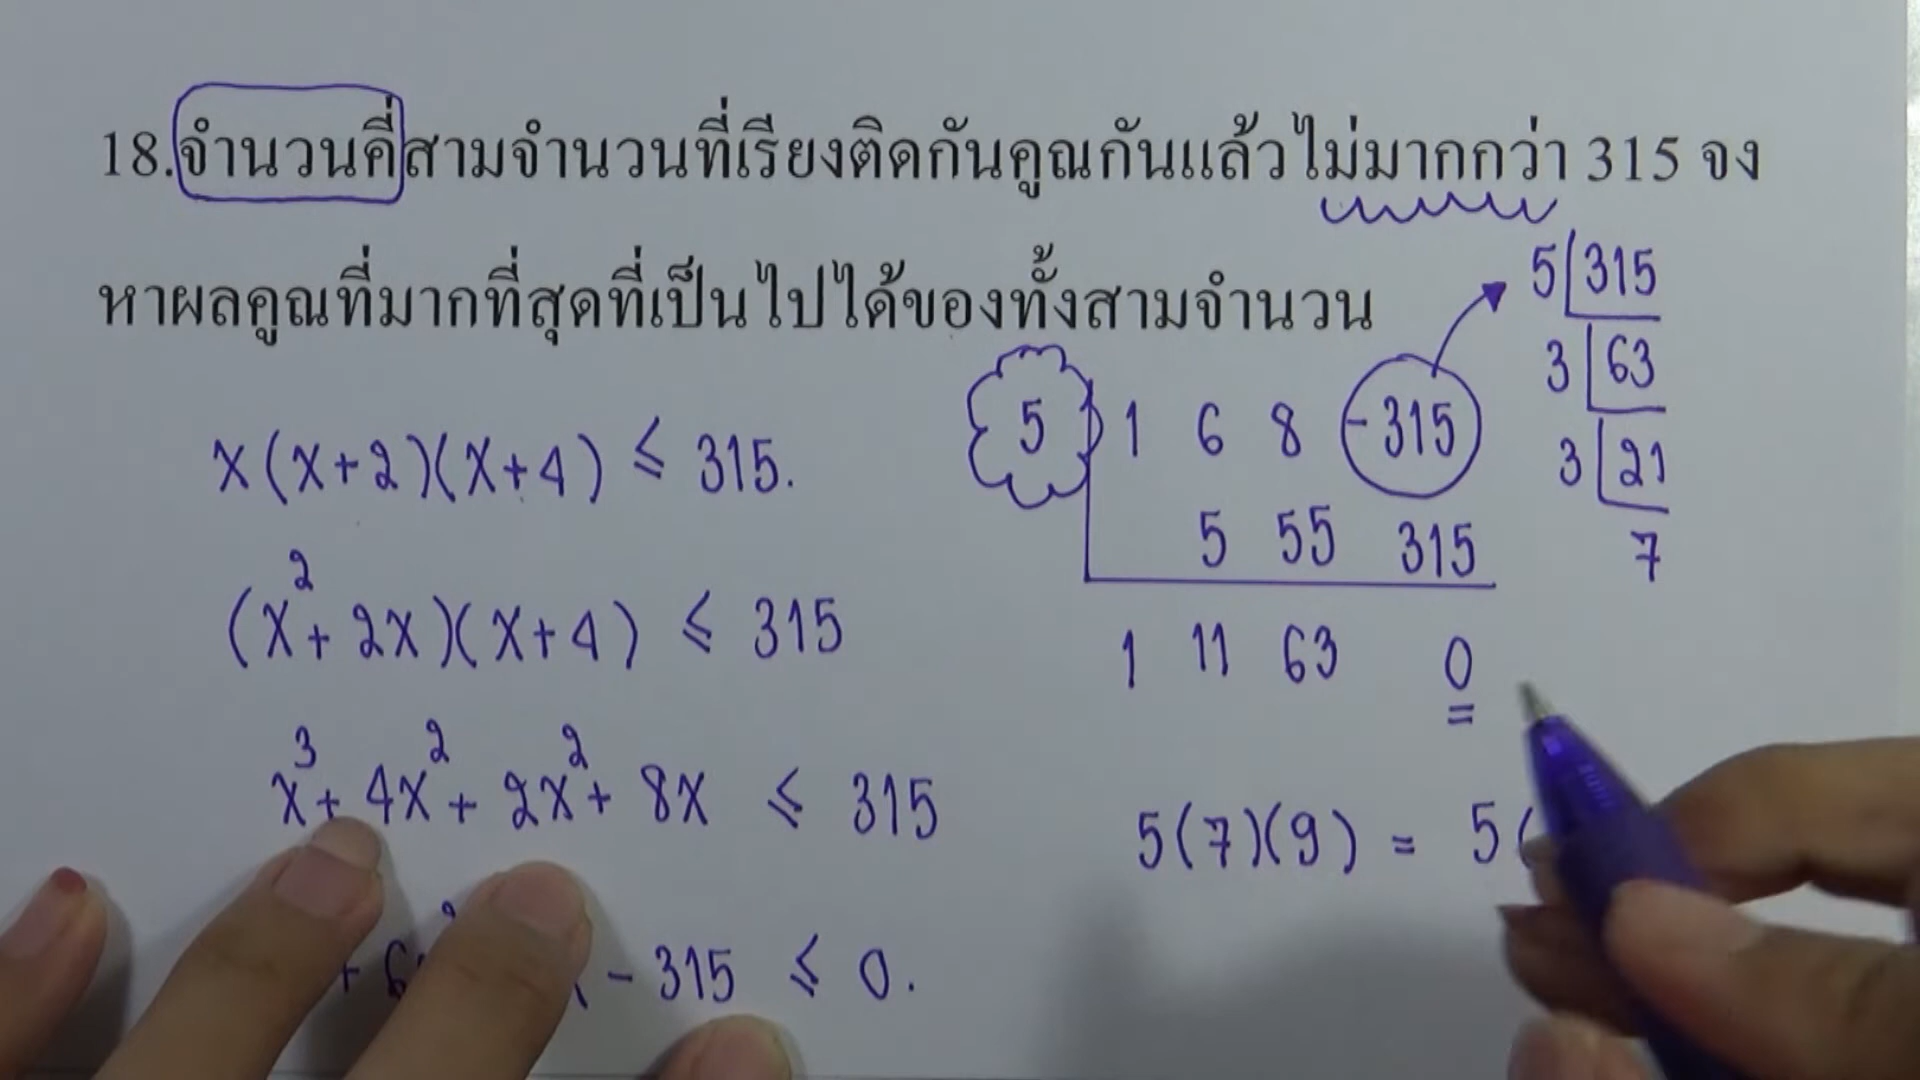 18. จำนวนคี่สามจำนวนที่เรียงติดกันคูณกันแล้วไม่มากกว่า 315 จง
หาผลคูณที่มากที่สุดที่เป็นไปได้ของทั้งสามจำนวน
x(x+2)(x+4) ≤ 315.
(x²+2x)(x+4) ≤ 315
x³+4x²+2x²+8x ≤ 315
+ 6 - 315 ≤ 0.
5 1 6 8 -315
5 55 315
1 11 63 0
5(7)(9) = 5(
5 315
3 63
3 21
7